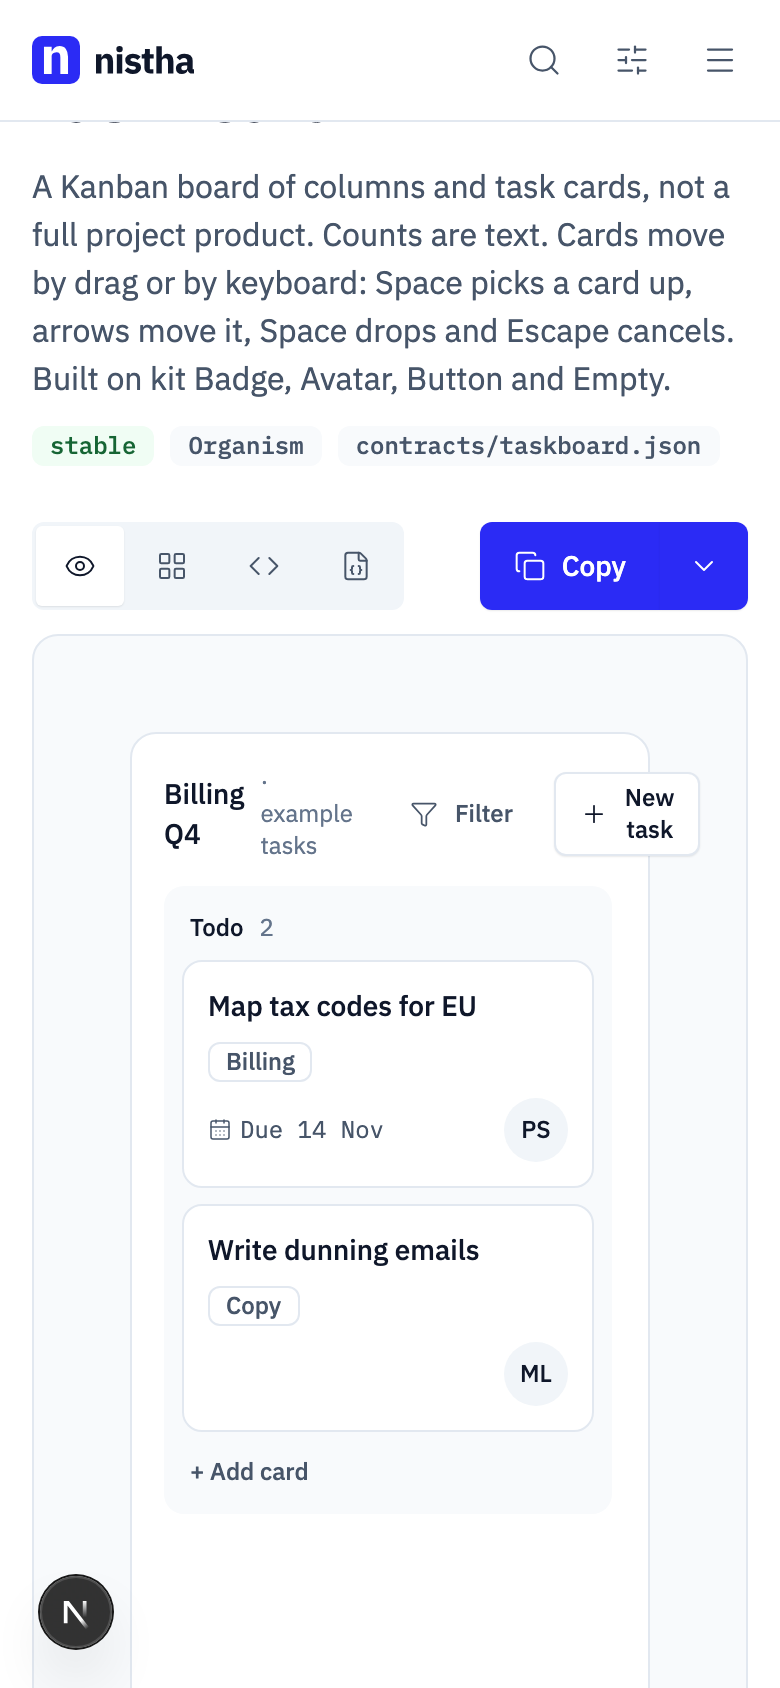 nistha
A Kanban board of columns and task cards, not a
full project product. Counts are text. Cards move
by drag or by keyboard: Space picks a card up,
arrows move it, Space drops and Escape cancels.
Built on kit Badge, Avatar, Button and Empty.
stable Organism contracts/taskboard.json
Copy
Billing
Q4
·
example
tasks
Filter
New
task
Todo 2
Map tax codes for EU
Billing
Due 14 Nov PS
Write dunning emails
Copy
ML
+ Add card
N